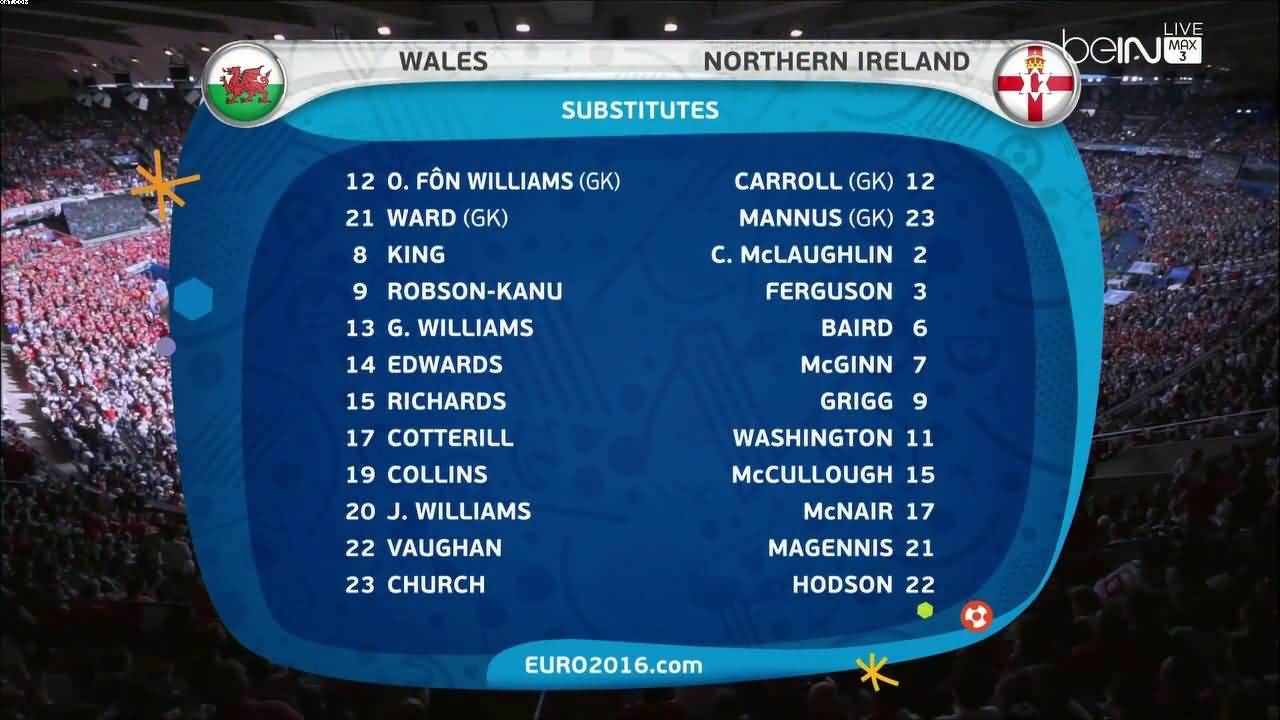 WALES NORTHERN IRELAND
beIN LIVE MAX 3
SUBSTITUTES
12 O. FÔN WILLIAMS (GK) CARROLL (GK) 12
21 WARD (GK) MANNUS (GK) 23
8 KING C. McLAUGHLIN 2
9 ROBSON-KANU FERGUSON 3
13 G. WILLIAMS BAIRD 6
14 EDWARDS McGINN 7
15 RICHARDS GRIGG 9
17 COTTERILL WASHINGTON 11
19 COLLINS McCULLOUGH 15
20 J. WILLIAMS McNAIR 17
22 VAUGHAN MAGENNIS 21
23 CHURCH HODSON 22
EURO2016.com